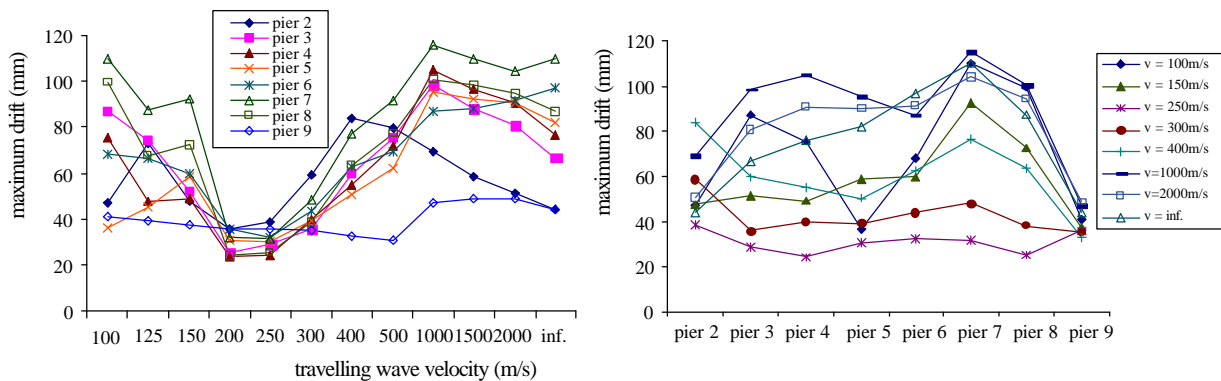 maximum drift (mm)
120
100
80
60
40
20
0
pier 2
pier 3
pier 4
pier 5
pier 6
pier 7
pier 8
pier 9
100 125 150 200 250 300 400 500 1000 1500 2000 inf.
travelling wave velocity (m/s)
maximum drift (mm)
120
100
80
60
40
20
0
pier 2 pier 3 pier 4 pier 5 pier 6 pier 7 pier 8 pier 9
v = 100m/s
v = 150m/s
v = 250m/s
v = 300m/s
v = 400m/s
v=1000m/s
v=2000m/s
v = inf.